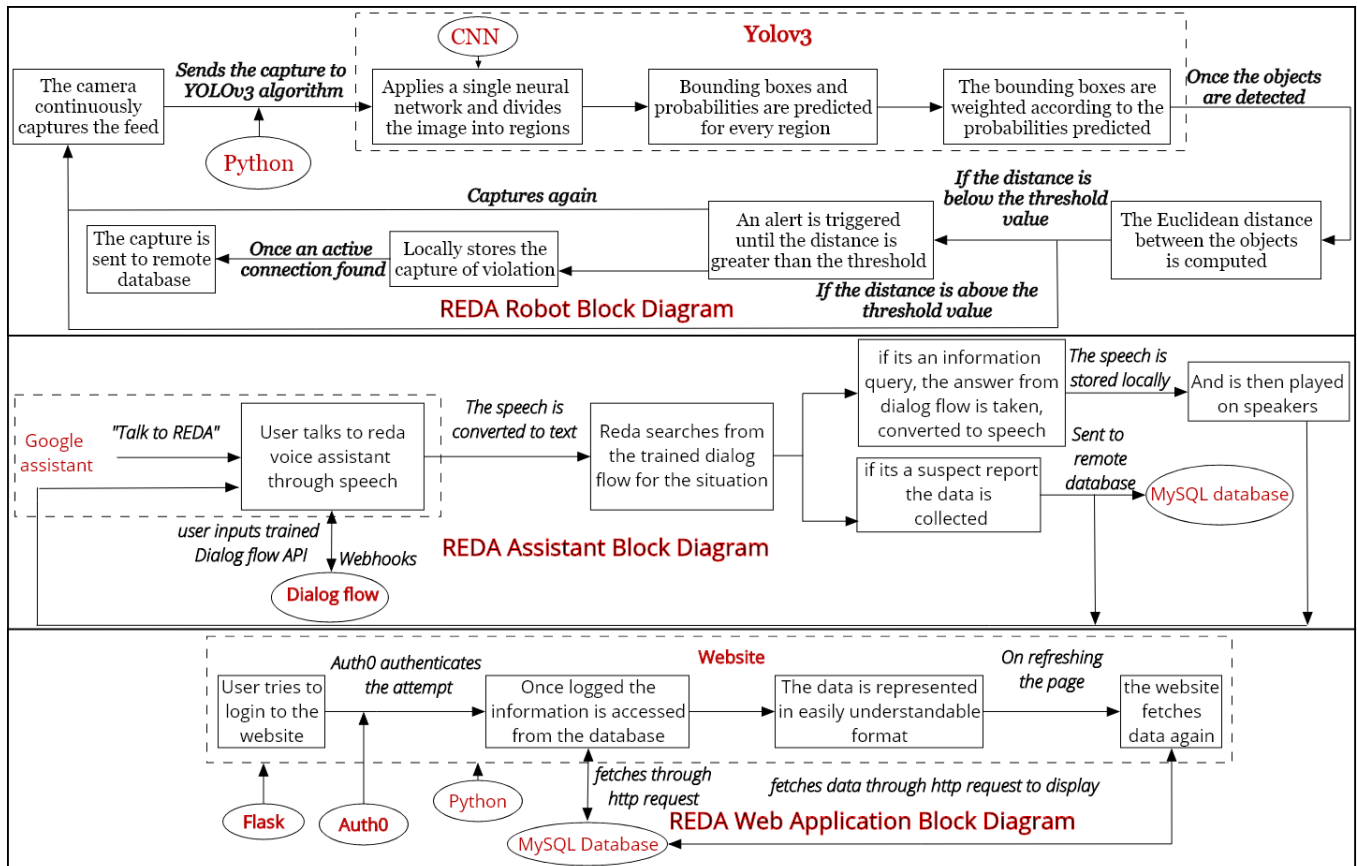 CNN
Yolov3
The camera
continuously
captures the feed
Sends the capture to
YOLOv3 algorithm
Python
Applies a single neural
network and divides
the image into regions
Bounding boxes and
probabilities are predicted
for every region
The bounding boxes are
weighted according to the
probabilities predicted
Once the objects
are detected
The Euclidean distance
between the objects
is computed
If the distance is
below the threshold
value
If the distance is above the
threshold value
An alert is triggered
until the distance is
greater than the threshold
Captures again
Locally stores the
capture of violation
Once an active
connection found
The capture is
sent to remote
database
REDA Robot Block Diagram
Google
assistant
"Talk to REDA"
User talks to reda
voice assistant
through speech
user inputs trained
Dialog flow API
Webhooks
Dialog flow
The speech is
converted to text
Reda searches from
the trained dialog
flow for the situation
if its an information
query, the answer from
dialog flow is taken,
converted to speech
The speech is
stored locally
And is then played
on speakers
if its a suspect report
the data is
collected
Sent to
remote
database
MySQL database
REDA Assistant Block Diagram
Website
User tries to
login to the
website
Auth0 authenticates
the attempt
Once logged the
information is accessed
from the database
The data is represented
in easily understandable
format
On refreshing
the page
the website
fetches
data again
Flask
Auth0
Python
fetches through
http request
fetches data through http request to display
MySQL Database
REDA Web Application Block Diagram